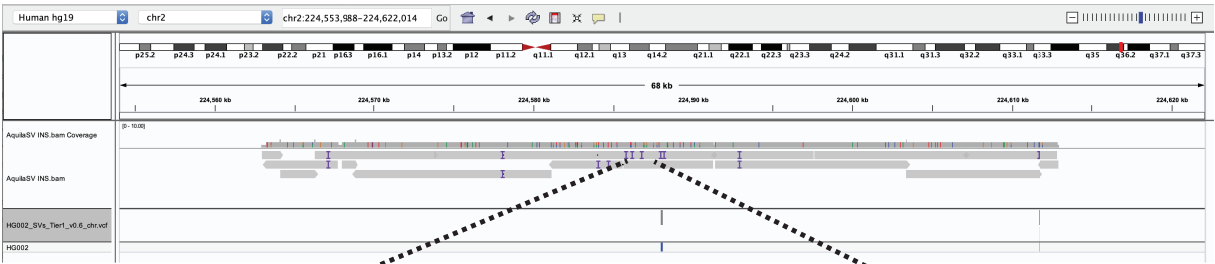 Human hg19 chr2 chr2:224,553,988-224,622,014 Go
p25.2 p24.3 p24.1 p23.2 p22.1 p21 p16.3 p16.1 p14 p13.2 p12 p11.2 q11.1 q12.1 q13 q14.2 q21.1 q22.1 q22.3 q23.3 q24.2 q31.1 q31.3 q32.2 q33.1 q33.3 q35 q36.2 q37.1 q37.3
68 kb
224,560 kb 224,570 kb 224,580 kb 224,590 kb 224,600 kb 224,610 kb 224,620 kb
[0 - 10.00]
AquilaSV INS.bam Coverage
AquilaSV INS.bam
HG002_SVs_Tier1_v0.6_chr.vcf
HG002